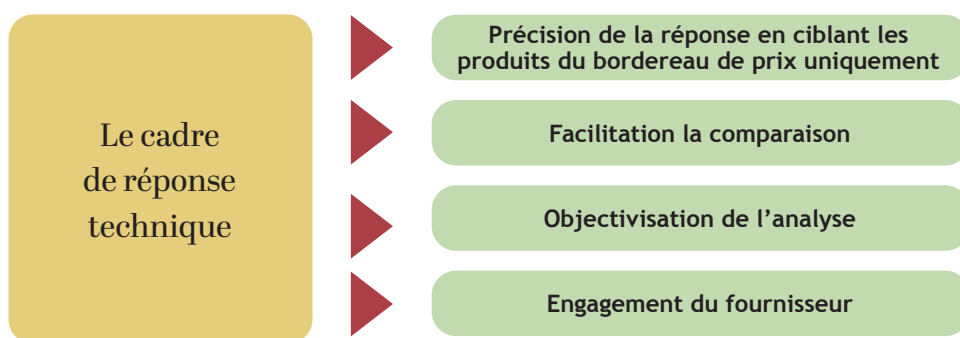 Le cadre
de réponse
technique
Précision de la réponse en ciblant les
produits du bordereau de prix uniquement
Facilitation la comparaison
Objectivisation de l’analyse
Engagement du fournisseur